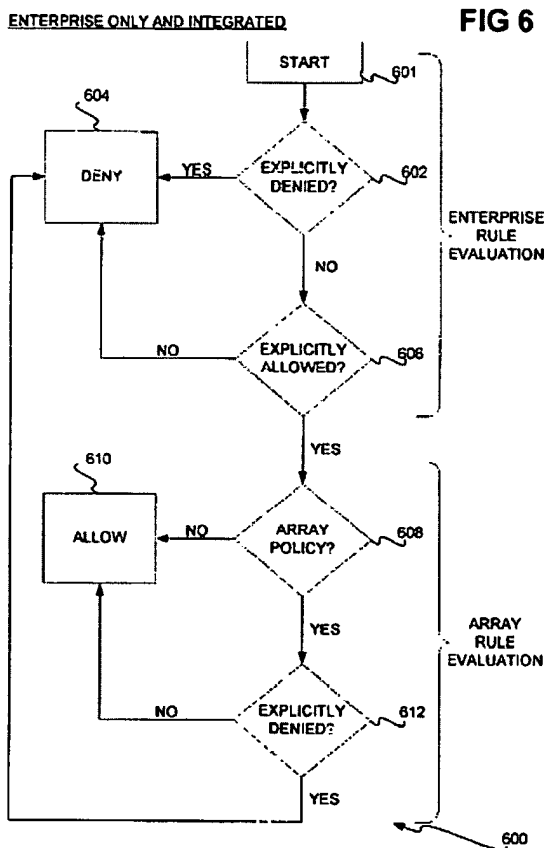 ENTERPRISE ONLY AND INTEGRATED
FIG 6
START
601
604
DENY
YES
EXPLICITLY
DENIED?
602
ENTERPRISE
RULE
EVALUATION
NO
NO
EXPLICITLY
ALLOWED?
606
YES
610
ALLOW
NO
ARRAY
POLICY?
608
ARRAY
RULE
EVALUATION
YES
NO
EXPLICITLY
DENIED?
612
YES
600